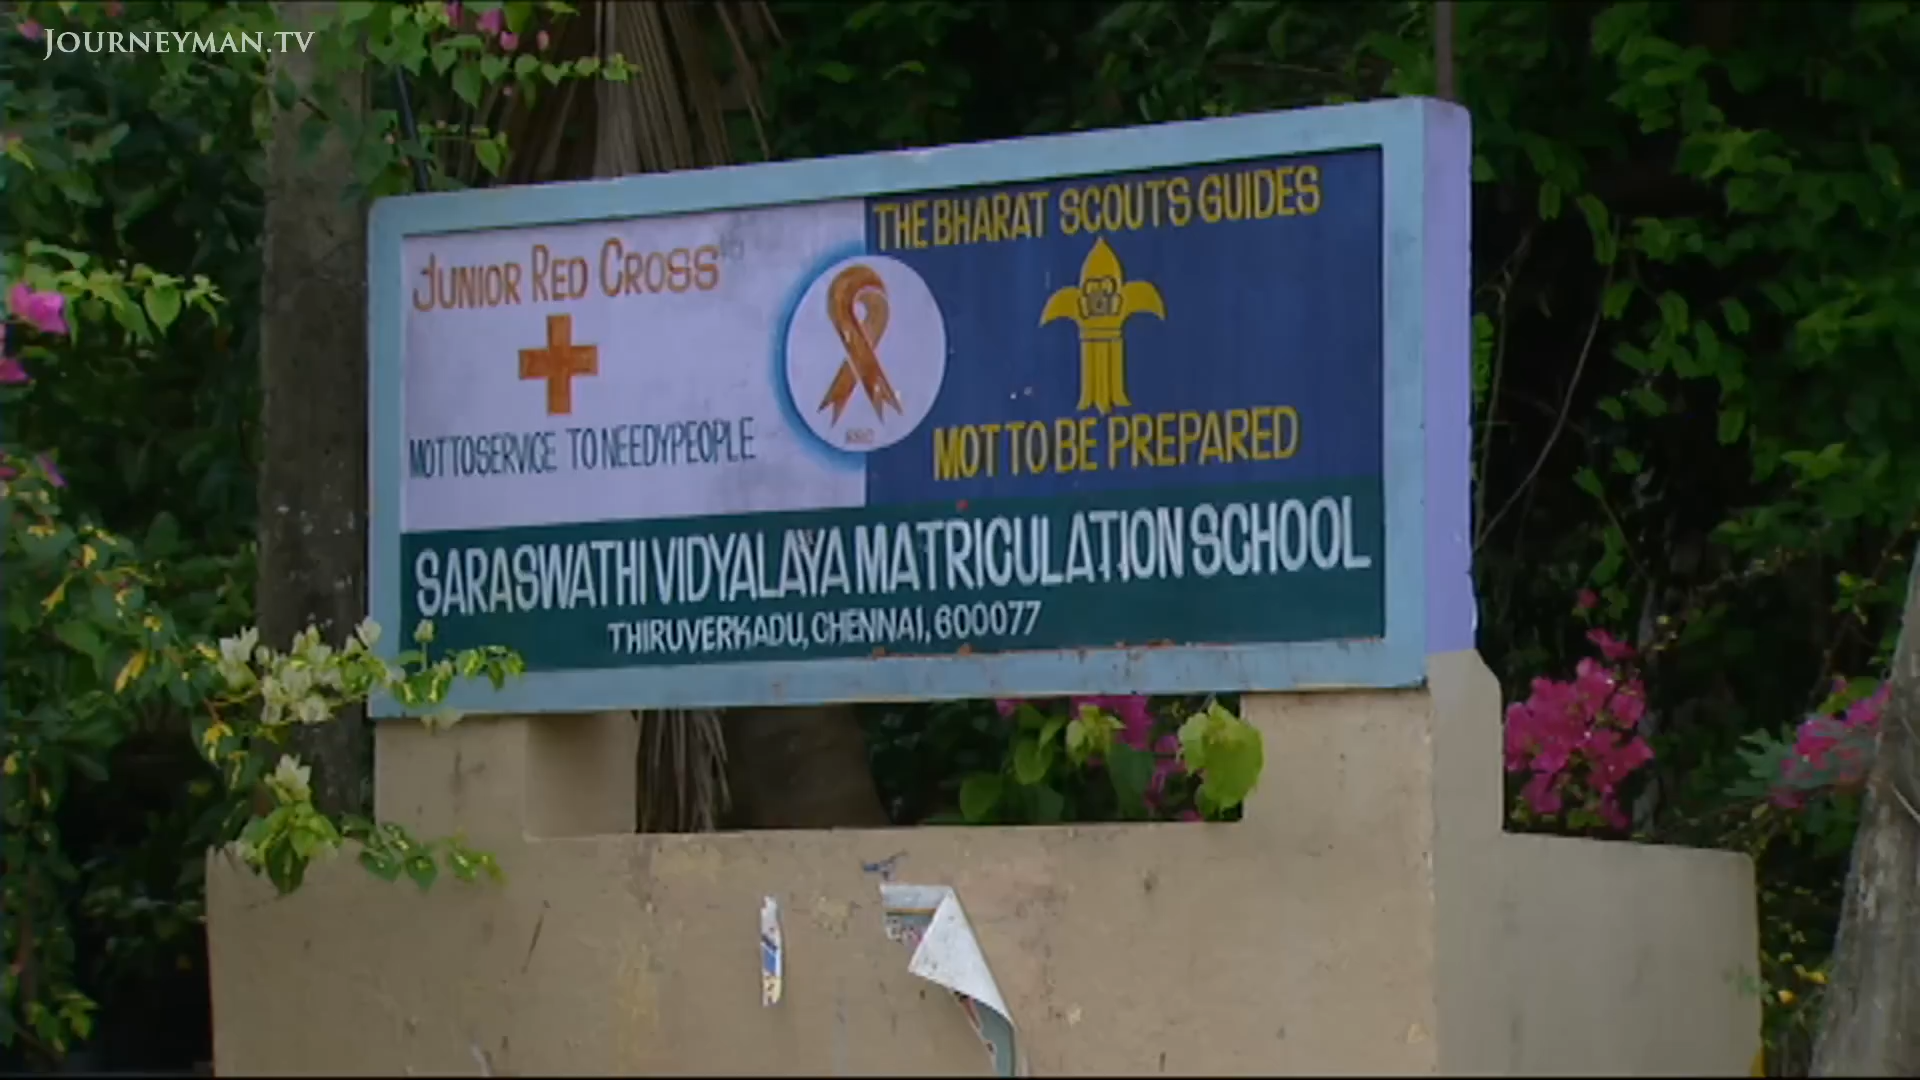 JOURNEYMAN.TV
JUNIOR RED CROSS
MOTTOSERVICE TO NEEDYPEOPLE
THE BHARAT SCOUTS GUIDES
MOT TO BE PREPARED
SARASWATHI VIDYALAYA MATRICULATION SCHOOL
THIRUVERKADU, CHENNAI, 600077